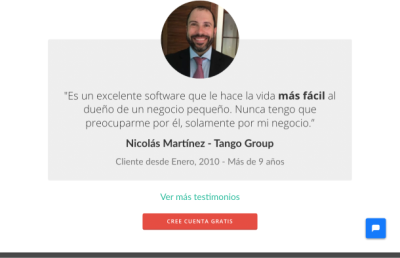 "Es un excelente software que le hace la vida más fácil al
dueño de un negocio pequeño. Nunca tengo que
preocuparme por él, solamente por mi negocio.”
Nicolás Martínez - Tango Group
Cliente desde Enero, 2010 - Más de 9 años
Ver más testimonios
CREE CUENTA GRATIS